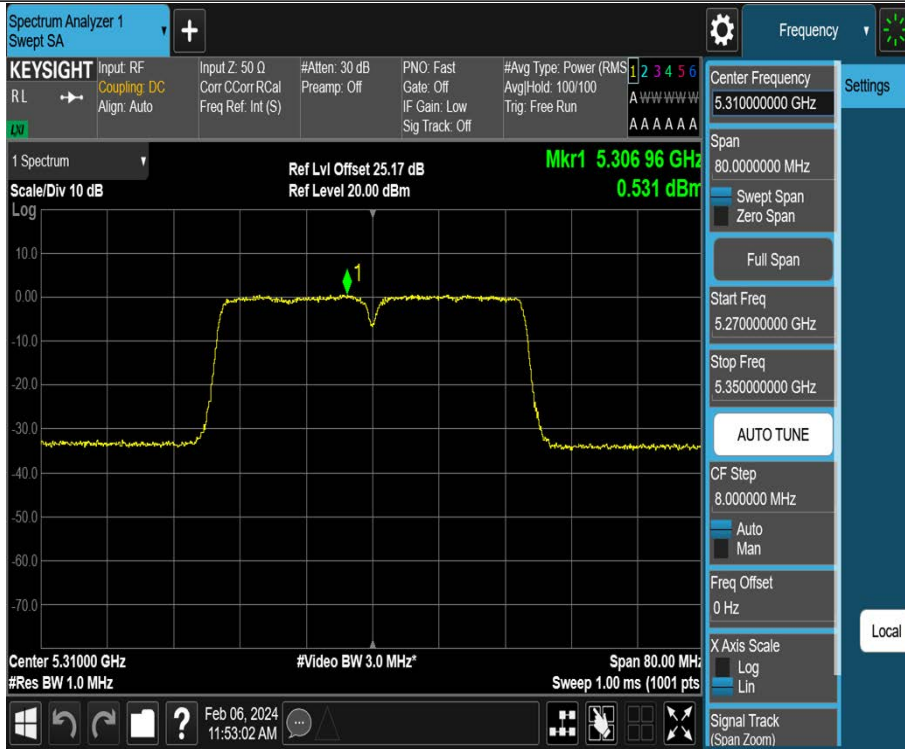 Spectrum Analyzer 1
Swept SA
+
Frequency
KEYSIGHT
R L
LXI
Input: RF
Coupling: DC
Align: Auto
Input Z: 50 Ω
Corr CCorr RCal
Freq Ref: Int (S)
#Atten: 30 dB
Preamp: Off
PNO: Fast
Gate: Off
IF Gain: Low
Sig Track: Off
#Avg Type: Power (RMS
Avg|Hold: 100/100
Trig: Free Run
1 2 3 4 5 6
A W W W W W
A A A A A A
Center Frequency
5.310000000 GHz
Settings
1 Spectrum
Scale/Div 10 dB
Ref Lvl Offset 25.17 dB
Ref Level 20.00 dBm
Mkr1 5.306 96 GHz
0.531 dBm
Log
10.0
0.00
-10.0
-20.0
-30.0
-40.0
-50.0
-60.0
-70.0
1
Span
80.0000000 MHz
Swept Span
Zero Span
Full Span
Start Freq
5.270000000 GHz
Stop Freq
5.350000000 GHz
AUTO TUNE
CF Step
8.000000 MHz
Auto
Man
Freq Offset
0 Hz
Local
X Axis Scale
Log
Lin
Signal Track
(Span Zoom)
Center 5.31000 GHz
#Res BW 1.0 MHz
#Video BW 3.0 MHz*
Span 80.00 MHz
Sweep 1.00 ms (1001 pts
?
Feb 06, 2024
11:53:02 AM